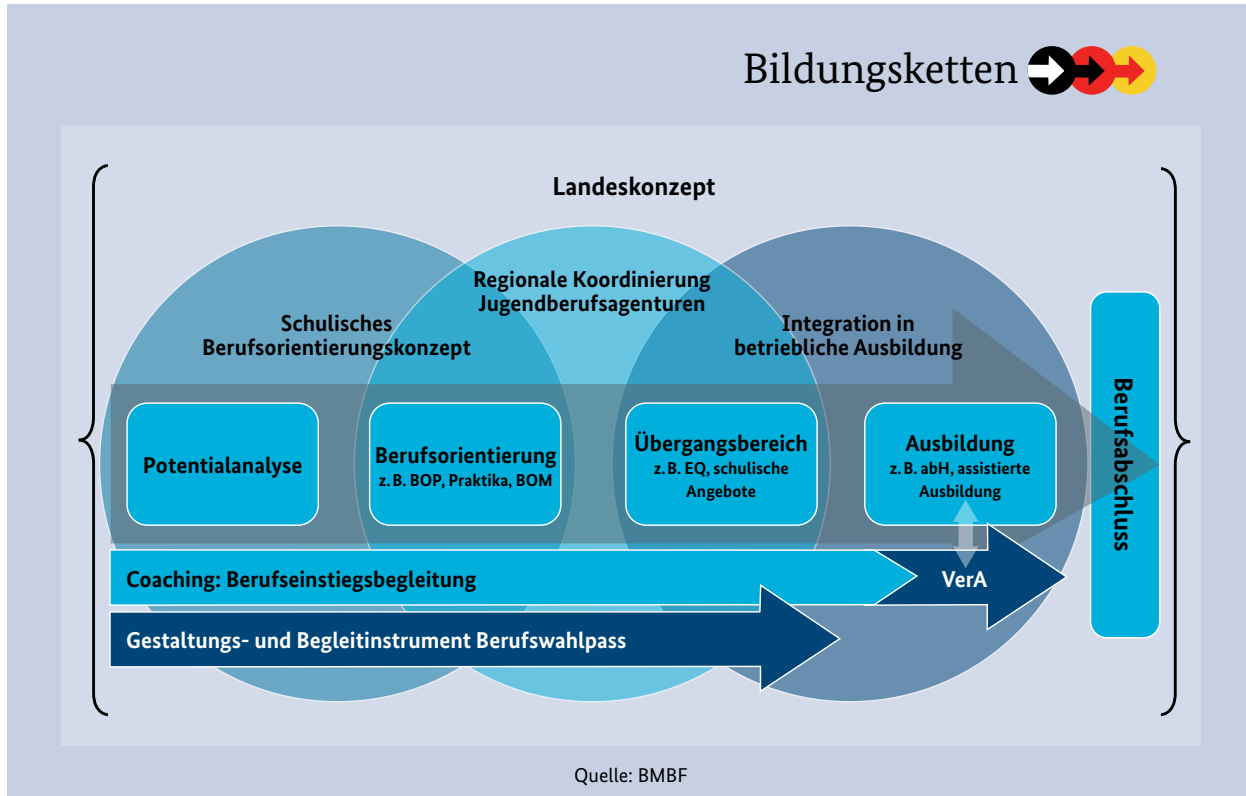 Bildungsketten
Landeskonzept
Regionale Koordinierung
Jugendberufsagenturen
Schulisches
Berufsorientierungskonzept
Integration in
betriebliche Ausbildung
Potentialanalyse
Berufsorientierung
z. B. BOP, Praktika, BOM
Übergangsbereich
z. B. EQ, schulische
Angebote
Ausbildung
z. B. abH, assistierte
Ausbildung
Berufsabschluss
Coaching: Berufseinstiegsbegleitung
VerA
Gestaltungs- und Begleitinstrument Berufswahlpass
Quelle: BMBF